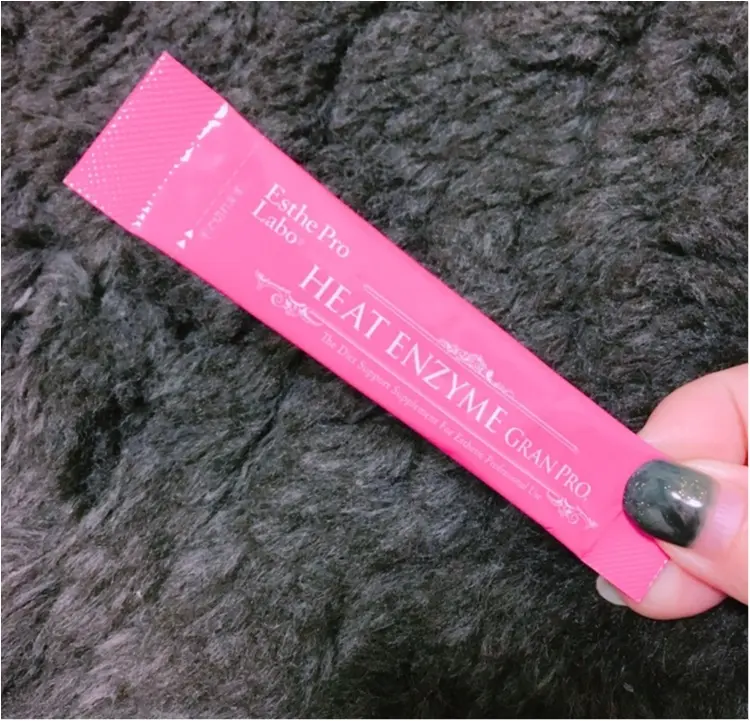 Esthe Pro
Labo®
HEAT ENZYME GRAN PRO.
The Diet Support Supplement For Esthetic Professional Use